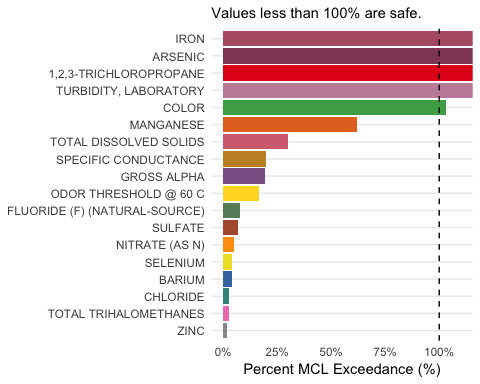 Values less than 100% are safe.
IRON
ARSENIC
1,2,3-TRICHLOROPROPANE
TURBIDITY, LABORATORY
COLOR
MANGANESE
TOTAL DISSOLVED SOLIDS
SPECIFIC CONDUCTANCE
GROSS ALPHA
ODOR THRESHOLD @ 60 C
FLUORIDE (F) (NATURAL-SOURCE)
SULFATE
NITRATE (AS N)
SELENIUM
BARIUM
CHLORIDE
TOTAL TRIHALOMETHANES
ZINC
0% 25% 50% 75% 100%
Percent MCL Exceedance (%)